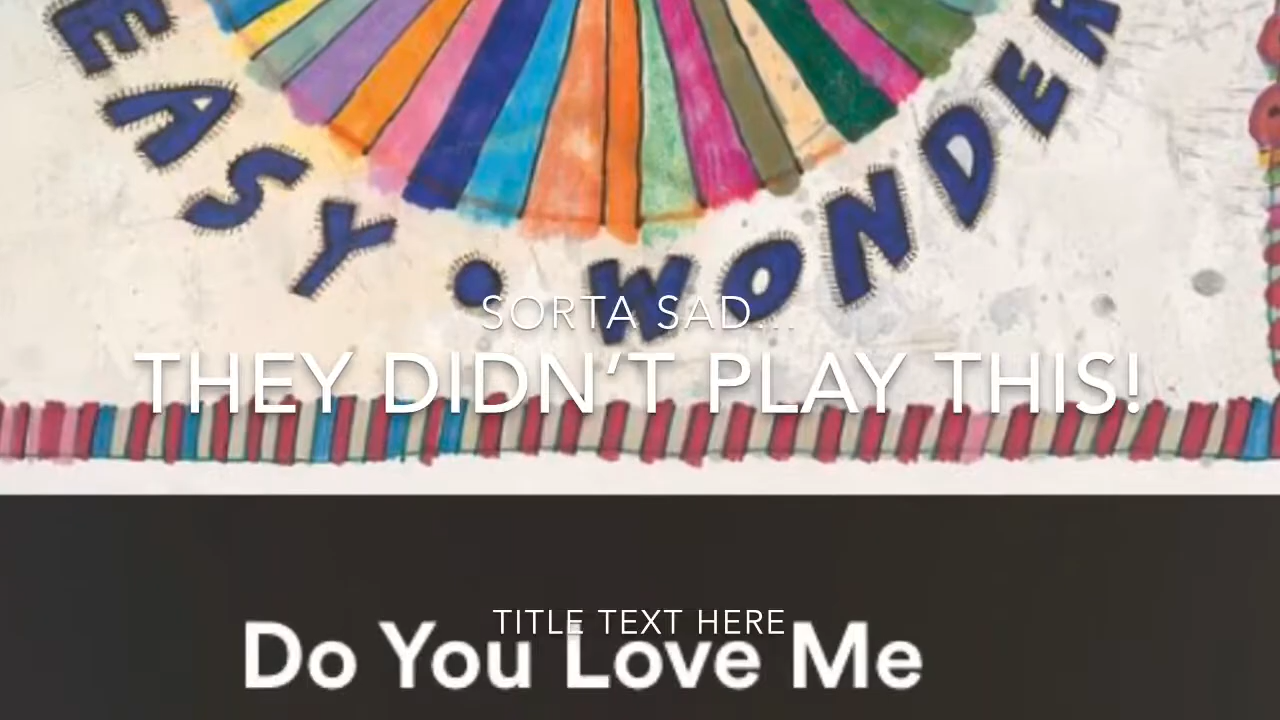 EASY • WONDER
SORTA SAD...
THEY DIDN'T PLAY THIS!
TITLE TEXT HERE
Do You Love Me